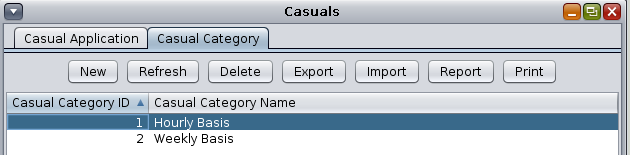 Casuals
Casual Application Casual Category
New Refresh Delete Export Import Report Print
Casual Category ID Casual Category Name
1 Hourly Basis
2 Weekly Basis